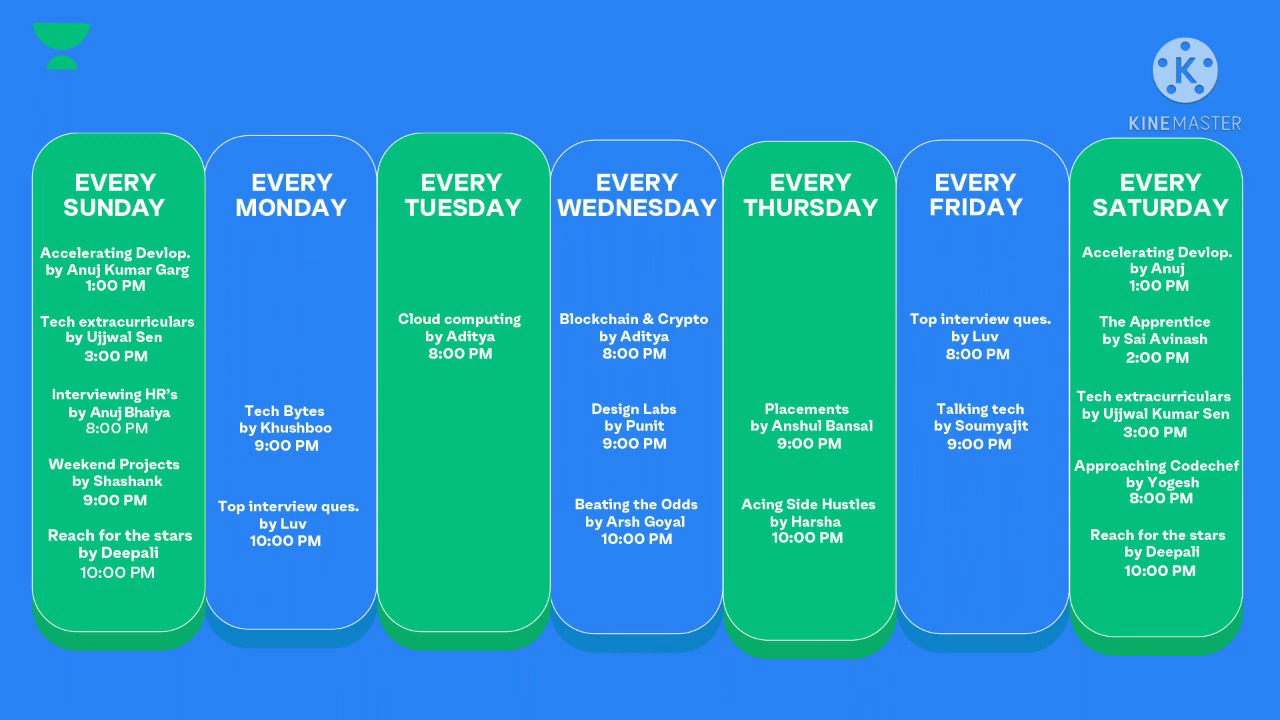 K
KINEMASTER
EVERY
SUNDAY
Accelerating Devlop.
by Anuj Kumar Garg
1:00 PM
Tech extracurriculars
by Ujjwal Sen
3:00 PM
Interviewing HR's
by Anuj Bhaiya
8:00 PM
Weekend Projects
by Shashank
9:00 PM
Reach for the stars
by Deepali
10:00 PM
EVERY
MONDAY
Tech Bytes
by Khushboo
9:00 PM
Top interview ques.
by Luv
10:00 PM
EVERY
TUESDAY
Cloud computing
by Aditya
8:00 PM
EVERY
WEDNESDAY
Blockchain & Crypto
by Aditya
8:00 PM
Design Labs
by Punit
9:00 PM
Beating the Odds
by Arsh Goyal
10:00 PM
EVERY
THURSDAY
Placements
by Anshul Bansal
9:00 PM
Acing Side Hustles
by Harsha
10:00 PM
EVERY
FRIDAY
Top interview ques.
by Luv
8:00 PM
Talking tech
by Soumyajit
9:00 PM
EVERY
SATURDAY
Accelerating Devlop.
by Anuj
1:00 PM
The Apprentice
by Sai Avinash
2:00 PM
Tech extracurriculars
by Ujjwal Kumar Sen
3:00 PM
Approaching Codechef
by Yogesh
8:00 PM
Reach for the stars
by Deepali
10:00 PM